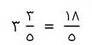 ۳ ۳/۵ = ۱۸/۵